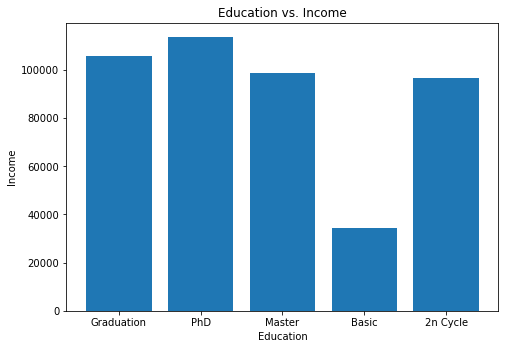 Education vs. Income
100000
80000
60000
40000
20000
0
Income
Graduation PhD Master Basic 2n Cycle
Education